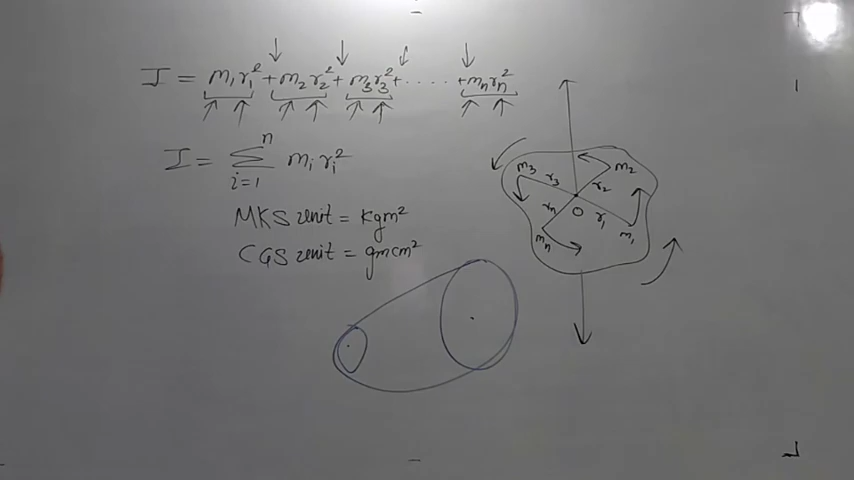 I = m₁r₁² + m₂r₂² + m₃r₃² + ..... + mₙrₙ²
I = Σⁿᵢ₌₁ mᵢ rᵢ²
MKS unit = kgm²
CGS unit = gmcm²
m₃ r₃ r₂ m₂
rₙ O r₁
mₙ m₁